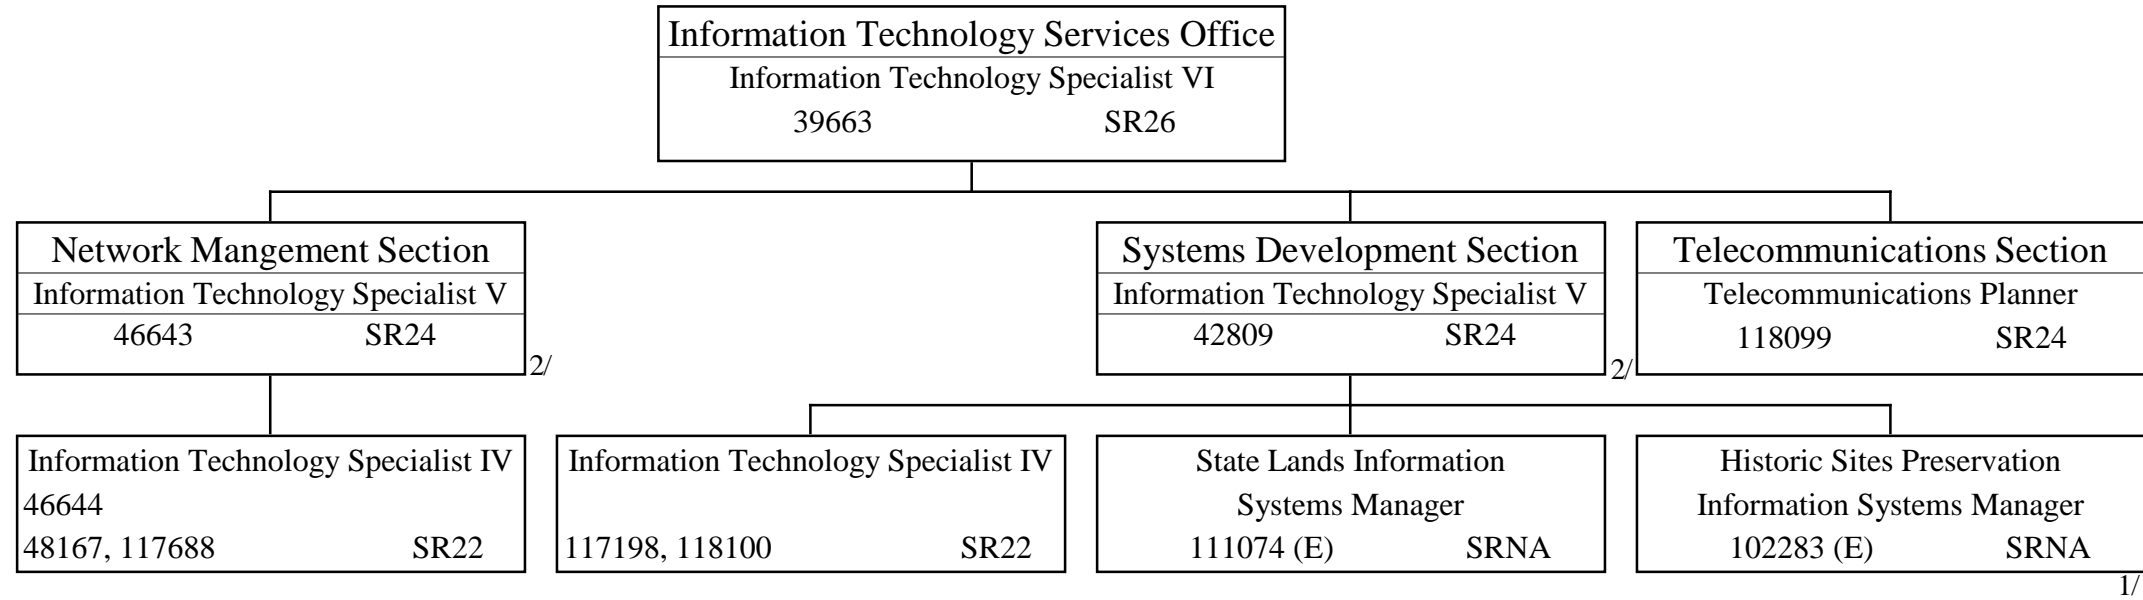 Information Technology Services Office
Information Technology Specialist VI
39663 SR26
Network Mangement Section
Information Technology Specialist V
46643 SR24
2/
Systems Development Section
Information Technology Specialist V
42809 SR24
2/
Telecommunications Section
Telecommunications Planner
118099 SR24
Information Technology Specialist IV
46644
48167, 117688 SR22
Information Technology Specialist IV
117198, 118100 SR22
State Lands Information
Systems Manager
111074 (E) SRNA
Historic Sites Preservation
Information Systems Manager
102283 (E) SRNA
1/